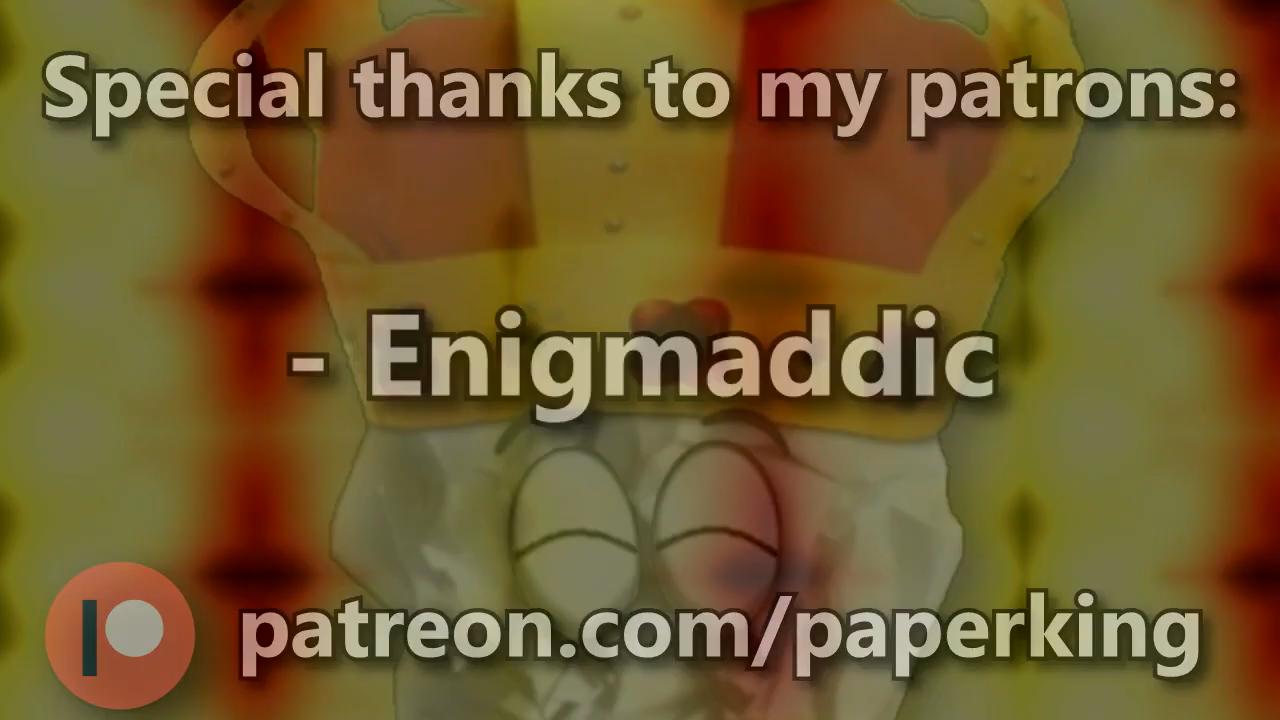 Special thanks to my patrons:
- Enigmaddic
patreon.com/paperking